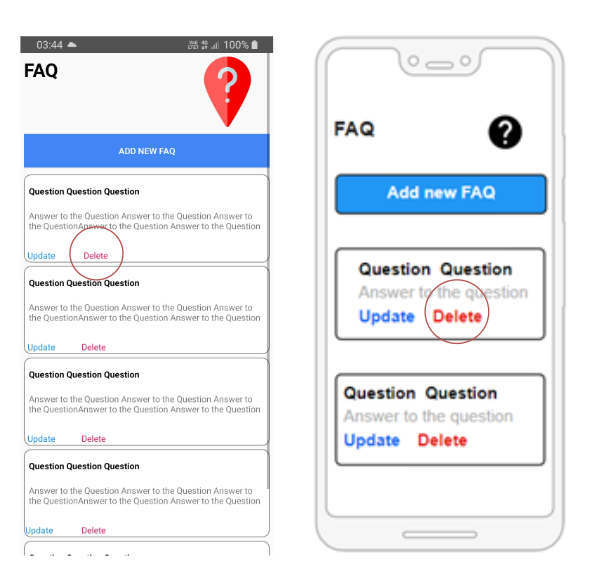 03:44 100%
FAQ
ADD NEW FAQ
Question Question Question
Answer to the Question Answer to the Question Answer to
the QuestionAnswer to the Question Answer to the Question
Update Delete
Question Question Question
Answer to the Question Answer to the Question Answer to
the QuestionAnswer to the Question Answer to the Question
Update Delete
Question Question Question
Answer to the Question Answer to the Question Answer to
the QuestionAnswer to the Question Answer to the Question
Update Delete
Question Question Question
Answer to the Question Answer to the Question Answer to
the QuestionAnswer to the Question Answer to the Question
Update Delete
FAQ
Add new FAQ
Question Question
Answer to the question
Update Delete
Question Question
Answer to the question
Update Delete